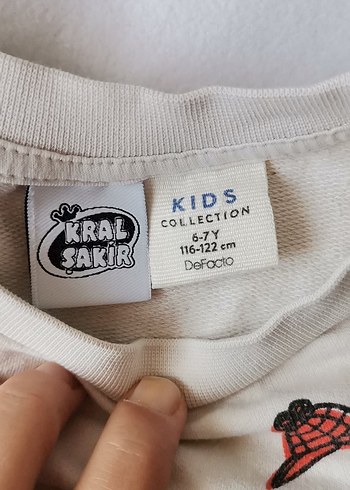 KRAL
ŞAKİR
KIDS
COLLECTION
6-7 Y
116-122 cm
DeFacto